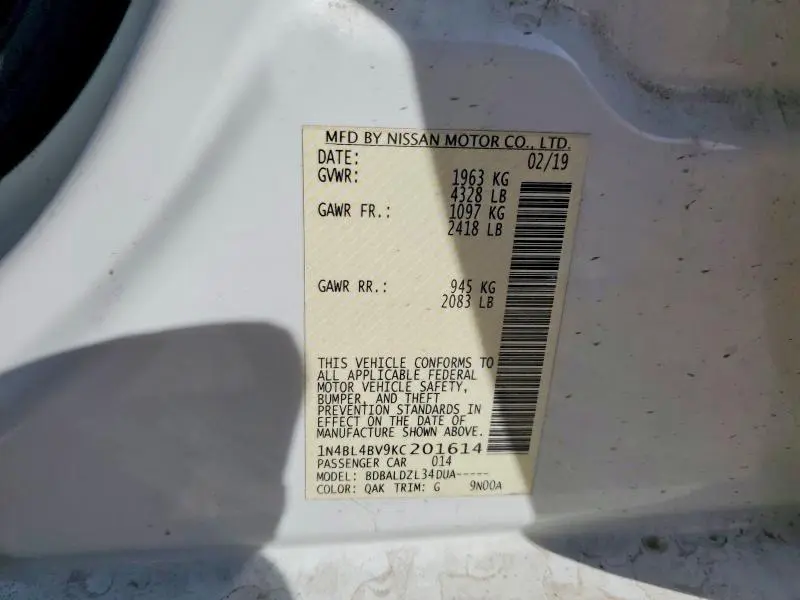 MFD BY NISSAN MOTOR CO., LTD.
DATE: 02/19
GVWR: 1963 KG
4328 LB
GAWR FR.: 1097 KG
2418 LB
GAWR RR.: 945 KG
2083 LB
THIS VEHICLE CONFORMS TO
ALL APPLICABLE FEDERAL
MOTOR VEHICLE SAFETY,
BUMPER, AND THEFT
PREVENTION STANDARDS IN
EFFECT ON THE DATE OF
MANUFACTURE SHOWN ABOVE.
1N4BL4BV9KC201614
PASSENGER CAR 014
MODEL: BDBALDZL34DUA-----
COLOR: QAK TRIM: G 9N00A